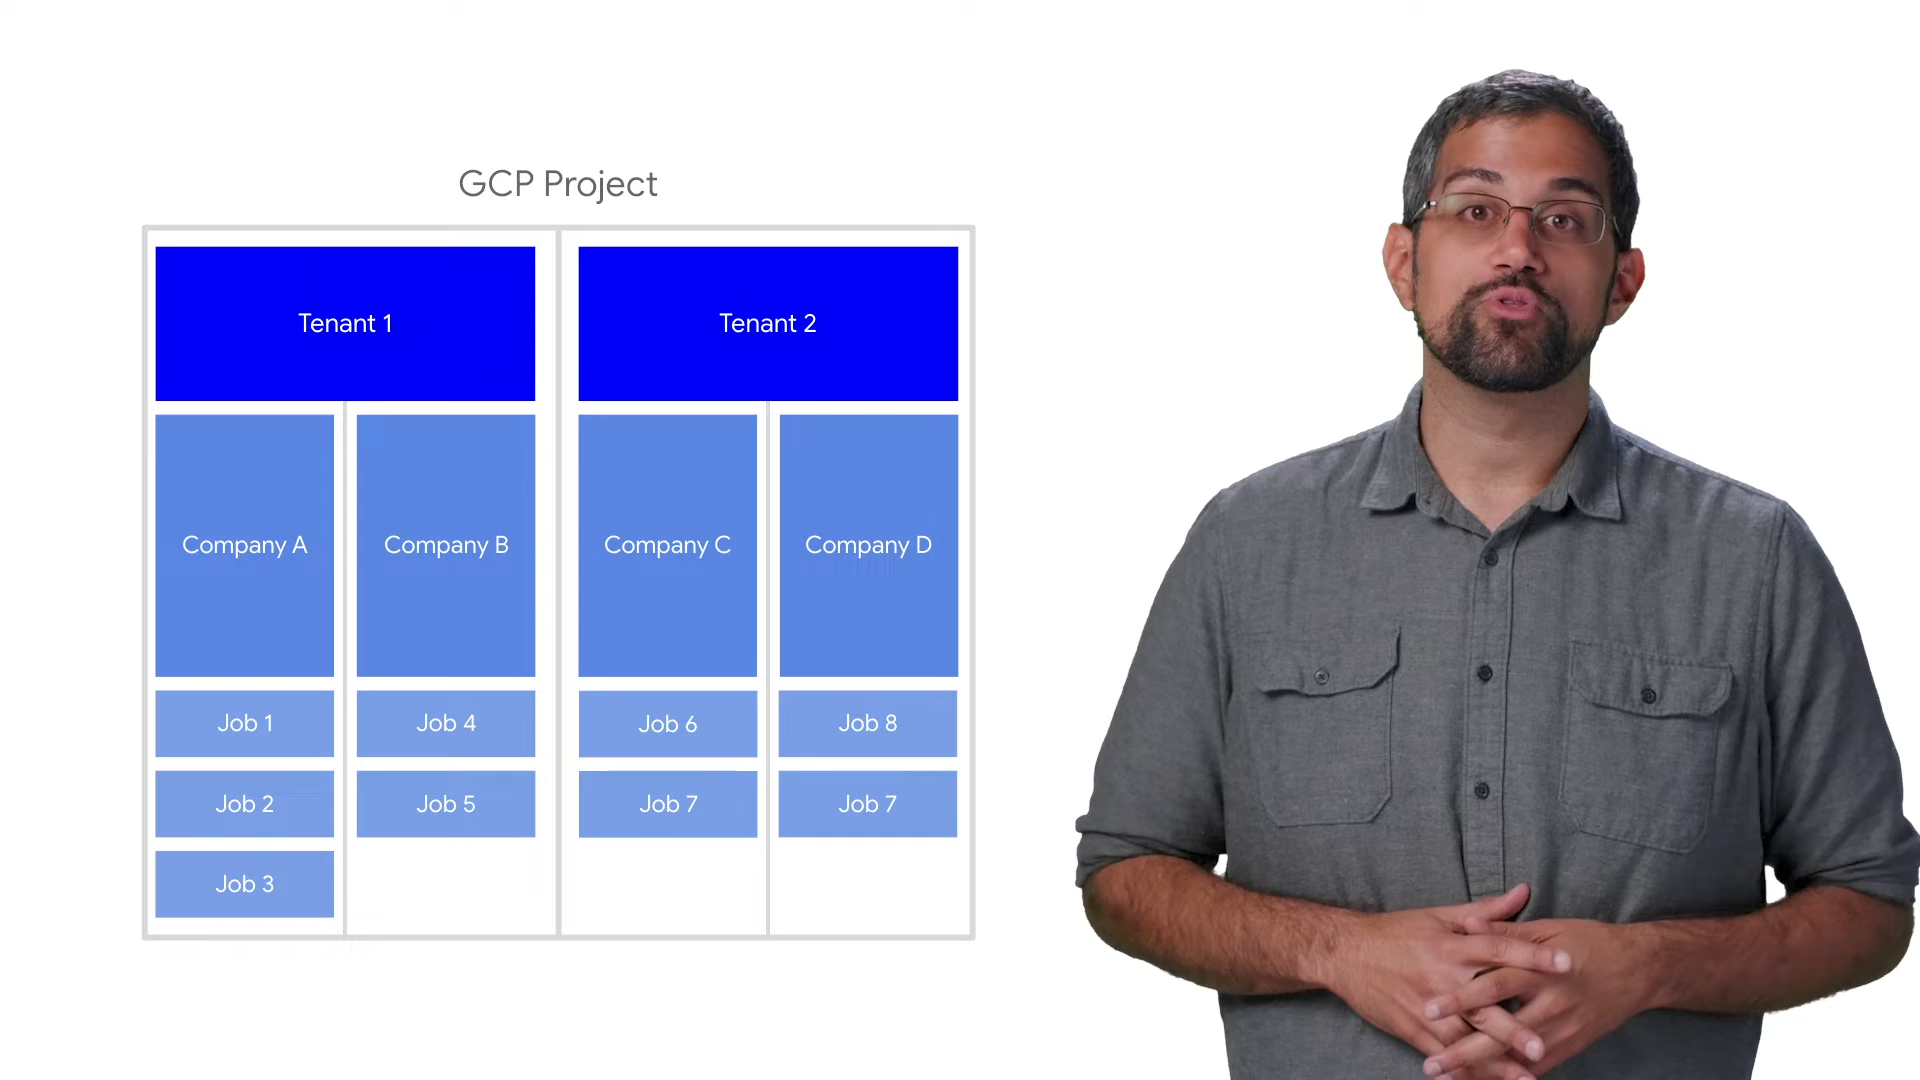 GCP Project
Tenant 1
Tenant 2
Company A
Company B
Company C
Company D
Job 1
Job 4
Job 6
Job 8
Job 2
Job 5
Job 7
Job 7
Job 3